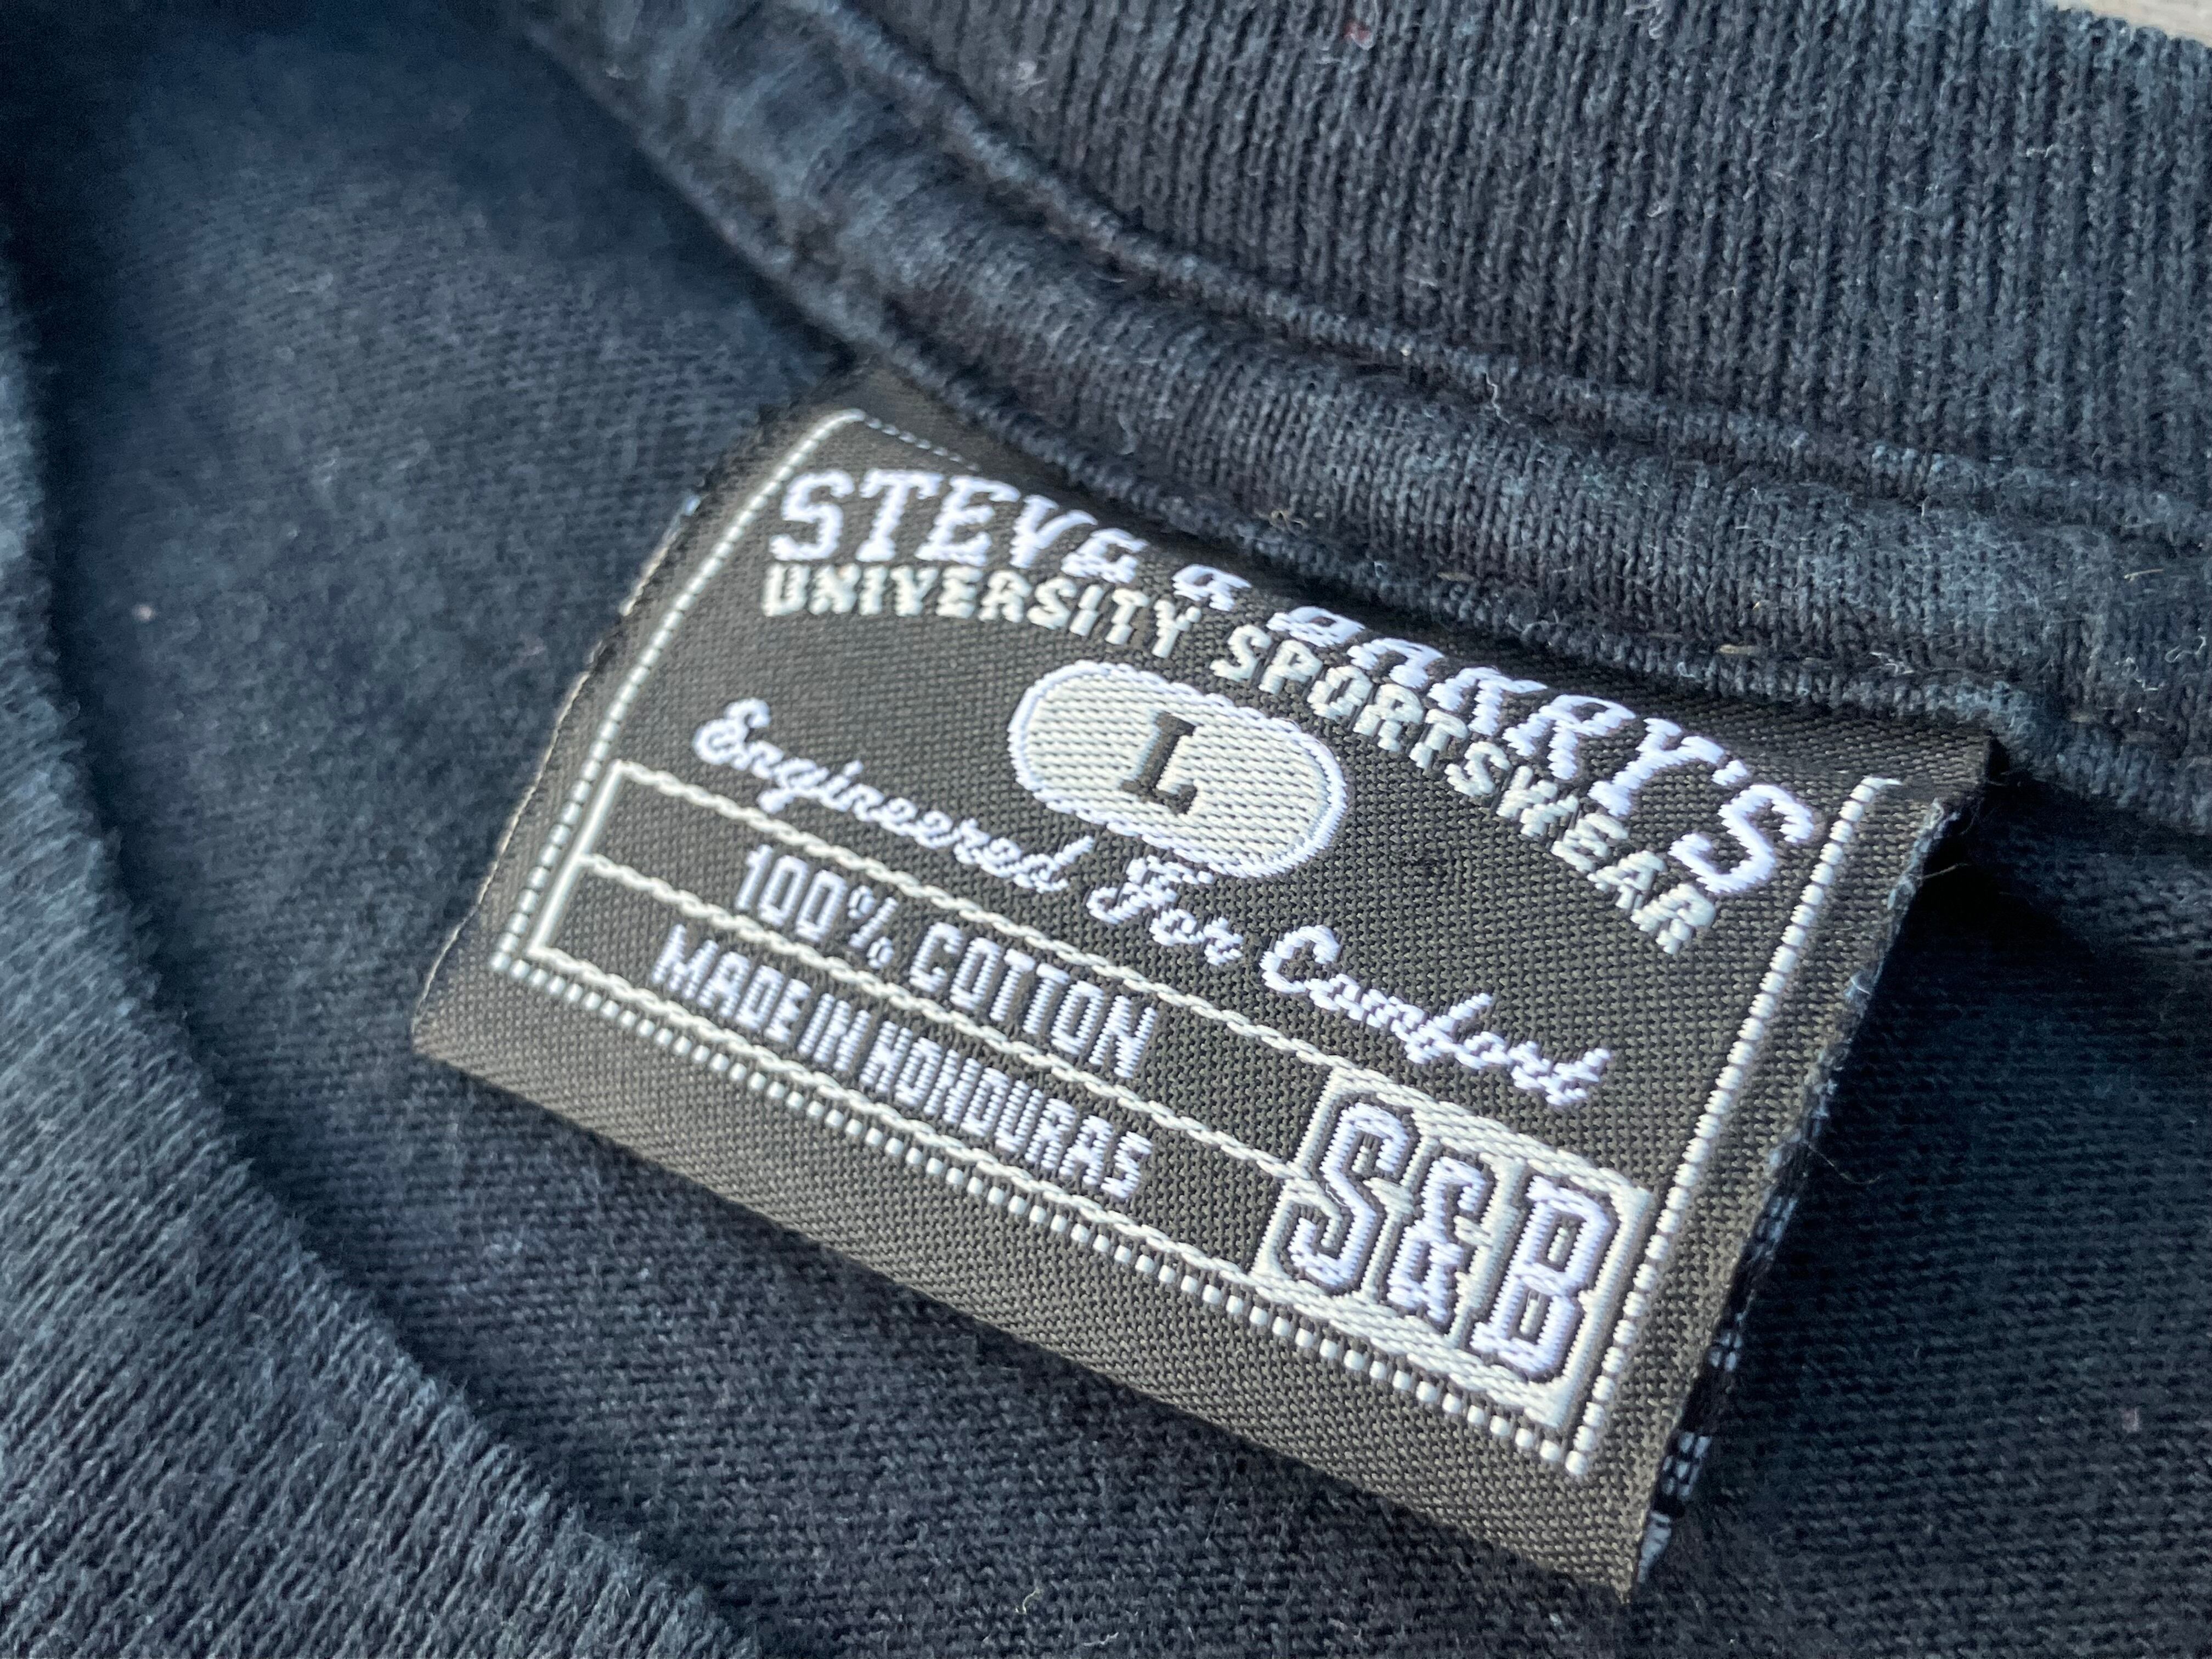 STEVE & BARRY'S
UNIVERSITY SPORTSWEAR
L
Engineered For Comfort
100% COTTON
MADE IN HONDURAS
S&B